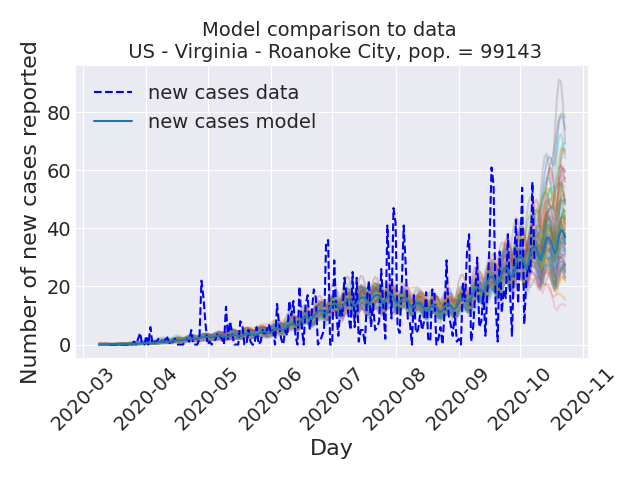 Model comparison to data
US - Virginia - Roanoke City, pop. = 99143
Number of new cases reported
new cases data
new cases model
80
60
40
20
0
2020-03
2020-04
2020-05
2020-06
2020-07
2020-08
2020-09
2020-10
2020-11
Day